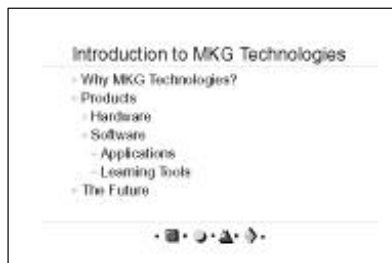 Introduction to MKG Technologies
Why MKG Technologies?
Products
Hardware
Software
Applications
Learning Tools
The Future